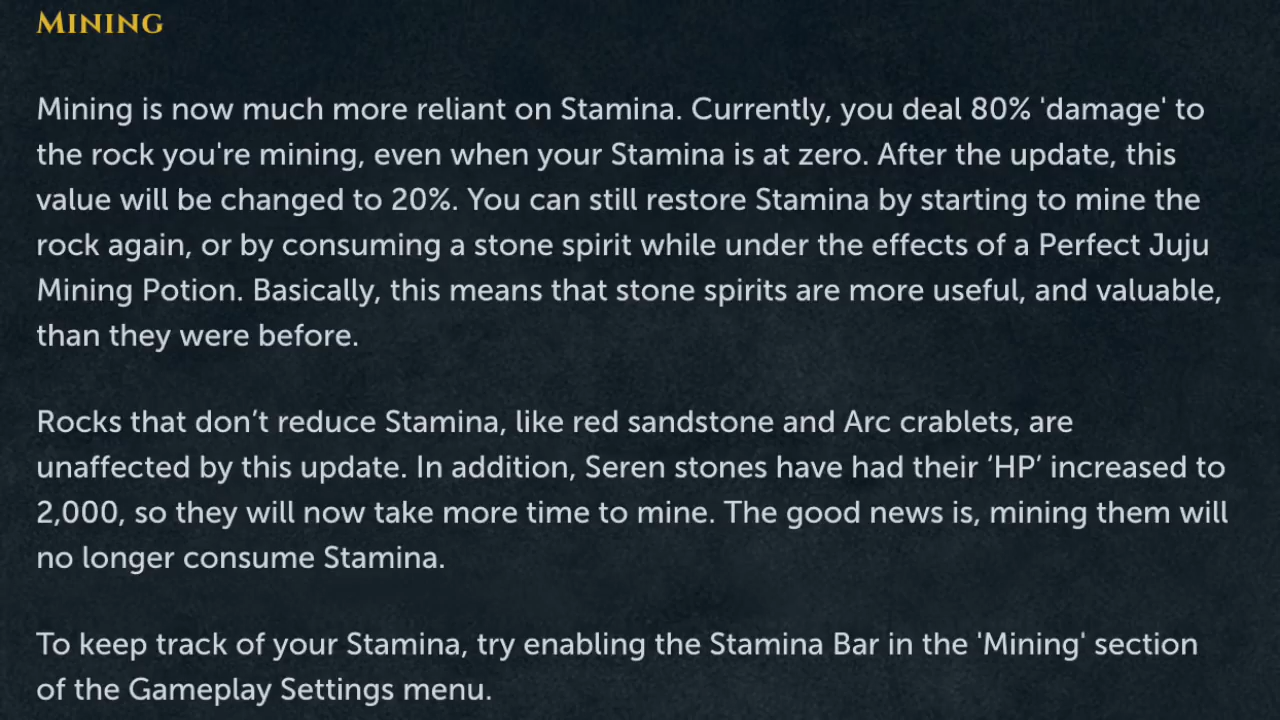 Mining
Mining is now much more reliant on Stamina. Currently, you deal 80% 'damage' to
the rock you're mining, even when your Stamina is at zero. After the update, this
value will be changed to 20%. You can still restore Stamina by starting to mine the
rock again, or by consuming a stone spirit while under the effects of a Perfect Juju
Mining Potion. Basically, this means that stone spirits are more useful, and valuable,
than they were before.
Rocks that don’t reduce Stamina, like red sandstone and Arc crablets, are
unaffected by this update. In addition, Seren stones have had their ‘HP’ increased to
2,000, so they will now take more time to mine. The good news is, mining them will
no longer consume Stamina.
To keep track of your Stamina, try enabling the Stamina Bar in the 'Mining' section
of the Gameplay Settings menu.